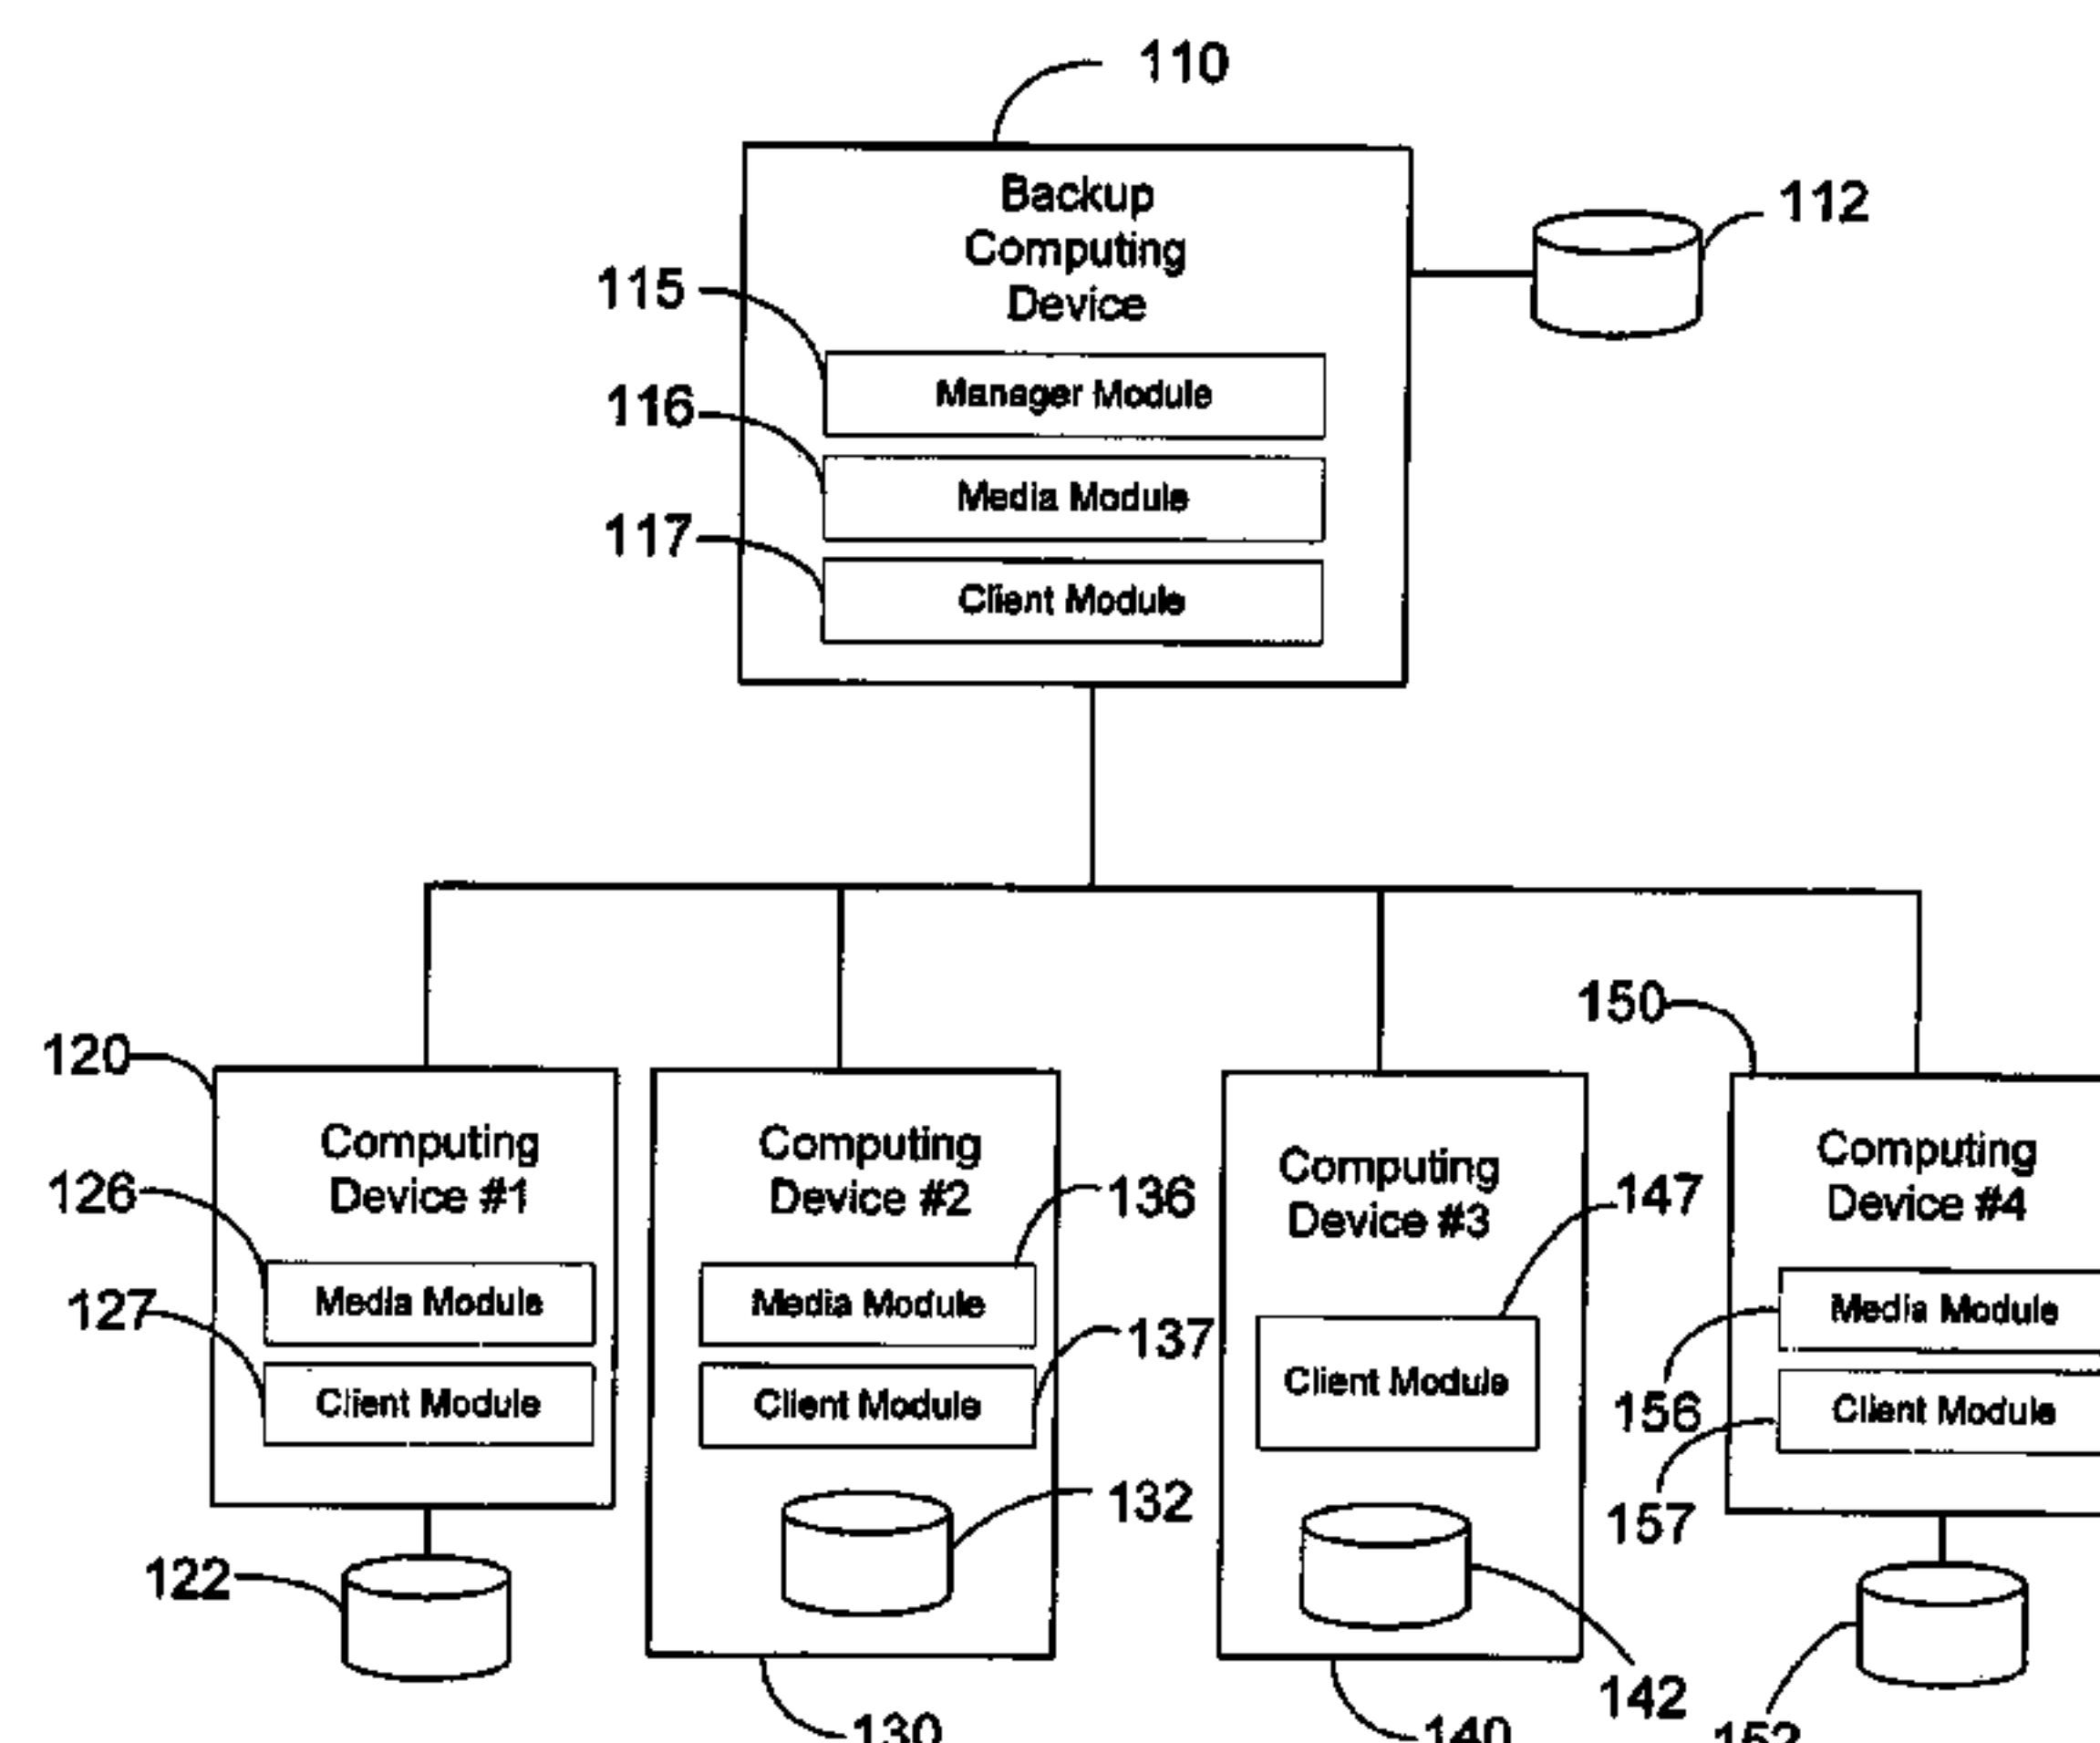 110
Backup
Computing
Device
112
115
Manager Module
116
Media Module
117
Client Module
150
120
Computing
Device #1
126
Media Module
127
Client Module
122
Computing
Device #2
136
Media Module
137
Client Module
132
130
Computing
Device #3
147
Client Module
142
140
Computing
Device #4
Media Module
156
Client Module
157
152